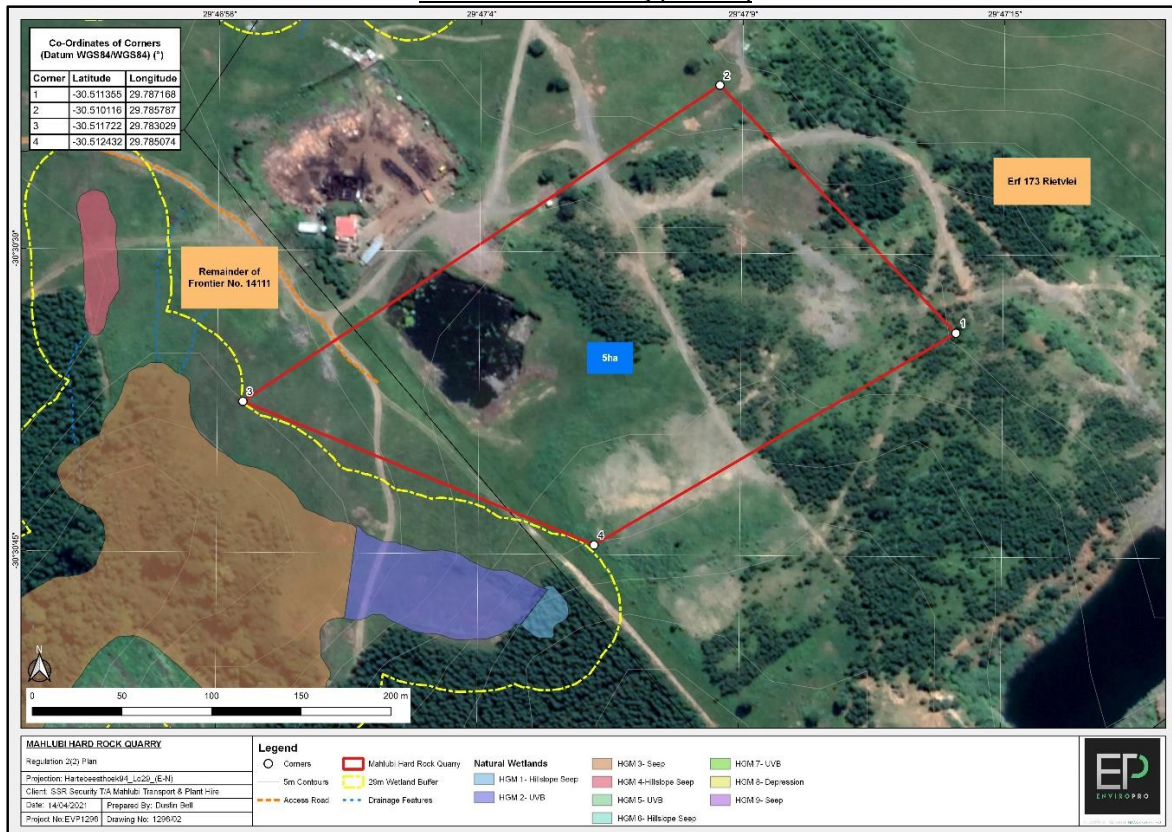 29°46'58"
29°47'4"
29°47'9"
29°47'15"
Co-Ordinates of Corners
(Datum WGS84/WGS84) (°)
Corner Latitude Longitude
1 -30.511355 29.787168
2 -30.510116 29.785787
3 -30.511722 29.783029
4 -30.512432 29.785074
2
Erf 173 Rietvlei
-30°30'39"
Remainder of
Frontier No. 14111
1
5ha
3
4
-30°30'45"
N
0 50 100 150 200 m
MAHLUBI HARD ROCK QUARRY
Regulation 2(2) Plan
Projection: Hartebeesthoek94_Lo29_(E-N)
Client: SSR Security T/A Mahlubi Transport & Plant Hire
Date: 14/04/2021 Prepared By: Dustin Bell
Project No:EVP1296 Drawing No: 1296/02
Legend
Corners
5m Contours
Access Road
Mahlubi Hard Rock Quarry
29m Wetland Buffer
Drainage Features
Natural Wetlands
HGM 1- Hillslope Seep
HGM 2- UVB
HGM 3- Seep
HGM 4-Hillslope Seep
HGM 5- UVB
HGM 6- Hillslope Seep
HGM 7- UVB
HGM 8- Depression
HGM 9- Seep
EP
ENVIROPRO